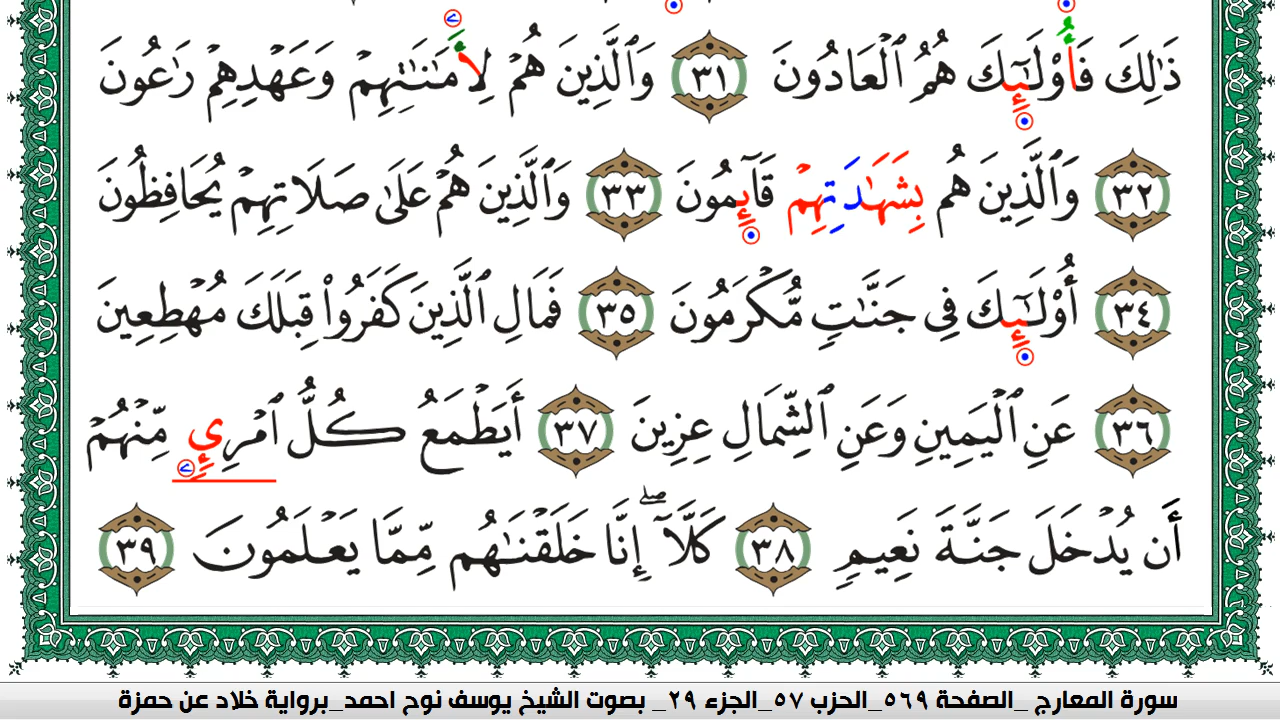 ذَٰلِكَ فَأُوْلَٰٓئِكَ هُمُ ٱلْعَادُونَ ٣١ وَٱلَّذِينَ هُمْ لِأَمَٰنَٰتِهِمْ وَعَهْدِهِمْ رَٰعُونَ
٣٢ وَٱلَّذِينَ هُم بِشَهَٰدَتِهِمْ قَآئِمُونَ ٣٣ وَٱلَّذِينَ هُمْ عَلَىٰ صَلَاتِهِمْ يُحَافِظُونَ
٣٤ أُوْلَٰٓئِكَ فِي جَنَّٰتٍ مُّكْرَمُونَ ٣٥ فَمَالِ ٱلَّذِينَ كَفَرُواْ قِبَلَكَ مُهْطِعِينَ
٣٦ عَنِ ٱلْيَمِينِ وَعَنِ ٱلشِّمَالِ عِزِينَ ٣٧ أَيَطْمَعُ كُلُّ ٱمْرِيٕٖ مِّنْهُمْ
أَن يُدْخَلَ جَنَّةَ نَعِيمٍ ٣٨ كَلَّآۖ إِنَّا خَلَقْنَٰهُم مِّمَّا يَعْلَمُونَ ٣٩
سورة المعارج _الصفحة ٥٦٩_الحزب ٥٧_الجزء ٢٩_ بصوت الشيخ يوسف نوح احمد_برواية خلاد عن حمزة